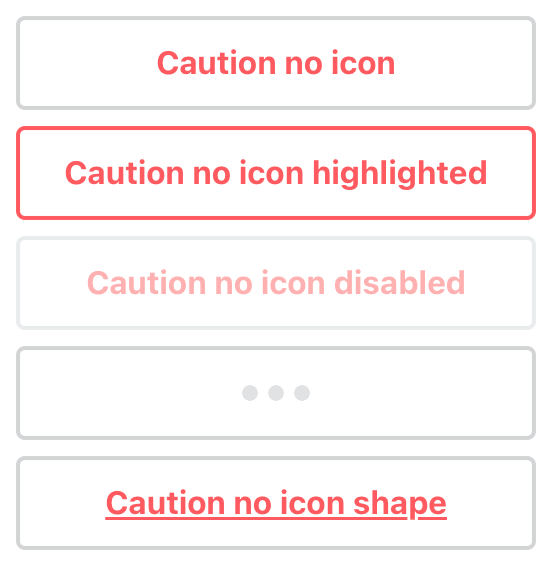 Caution no icon
Caution no icon highlighted
Caution no icon disabled
Caution no icon shape